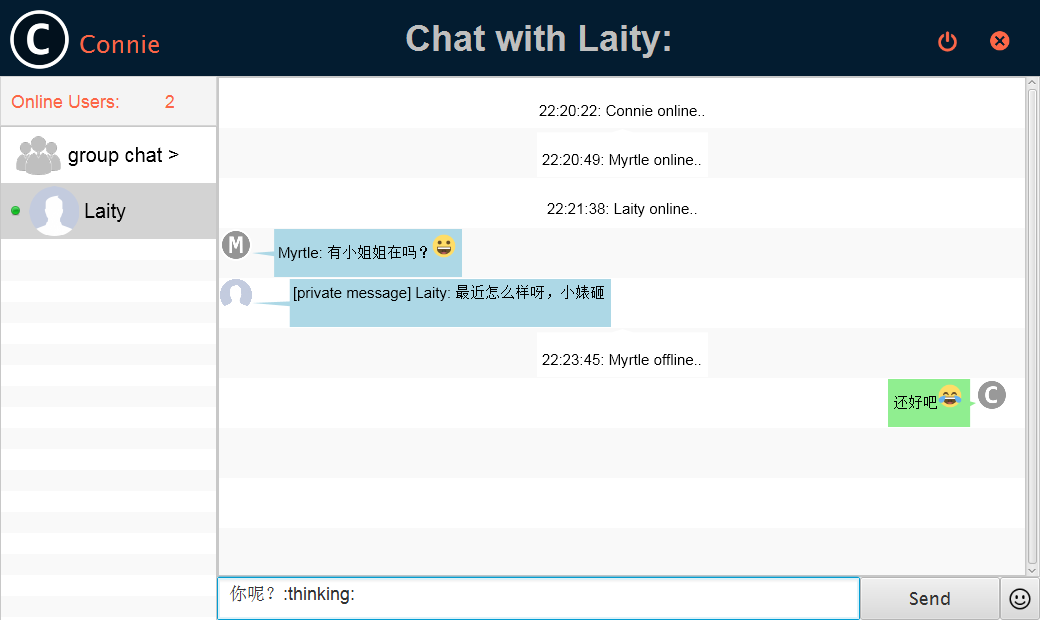 C Connie
Chat with Laity:
Online Users: 2
group chat >
Laity
22:20:22: Connie online..
22:20:49: Myrtle online..
22:21:38: Laity online..
M
Myrtle: 有小姐姐在吗？😀
[private message] Laity: 最近怎么样呀，小婊砸
22:23:45: Myrtle offline..
还好吧😂
C
你呢？:thinking:
Send